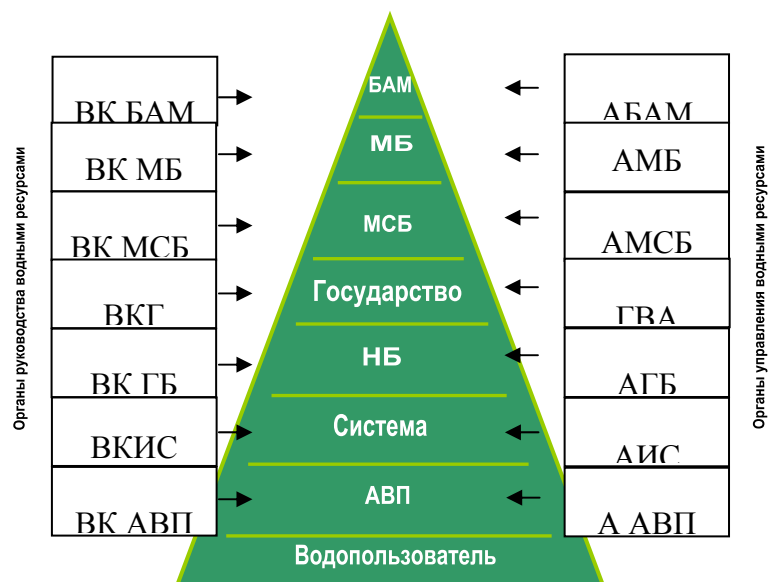 Органы руководства водными ресурсами
ВК БАМ
ВК МБ
ВК МСБ
ВКГ
ВК ГБ
ВКИС
ВК АВП
БАМ
МБ
МСБ
Государство
НБ
Система
АВП
Водопользователь
АБАМ
АМБ
АМСБ
ГВА
АГБ
АИС
А АВП
Органы управления водными ресурсами